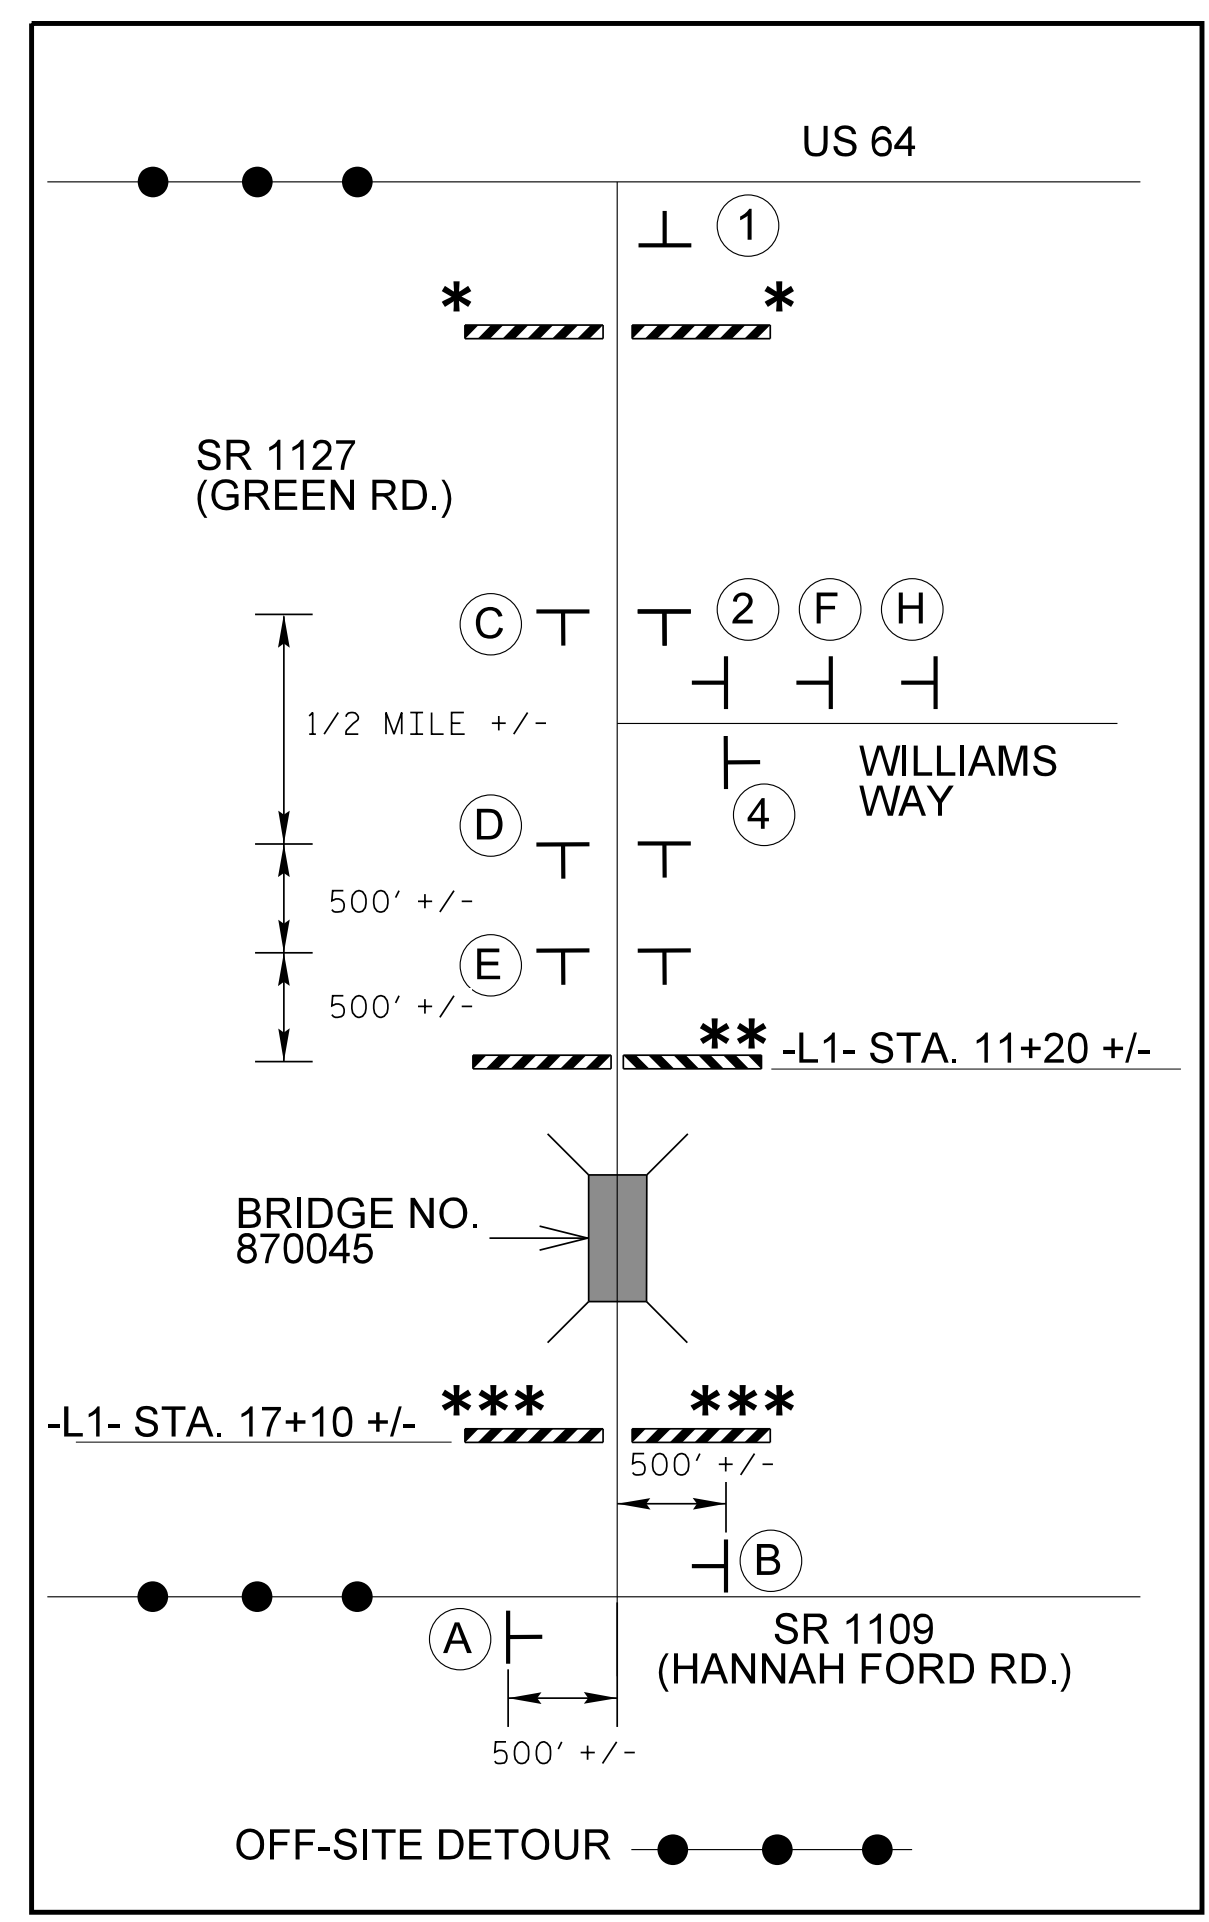 US 64
1
* *
SR 1127
(GREEN RD.)
C 2 F H
1/2 MILE +/-
WILLIAMS
WAY
4
D
500' +/-
E
500' +/-
** -L1- STA. 11+20 +/-
BRIDGE NO.
870045
*** ***
-L1- STA. 17+10 +/-
500' +/-
B
A
SR 1109
(HANNAH FORD RD.)
500' +/-
OFF-SITE DETOUR